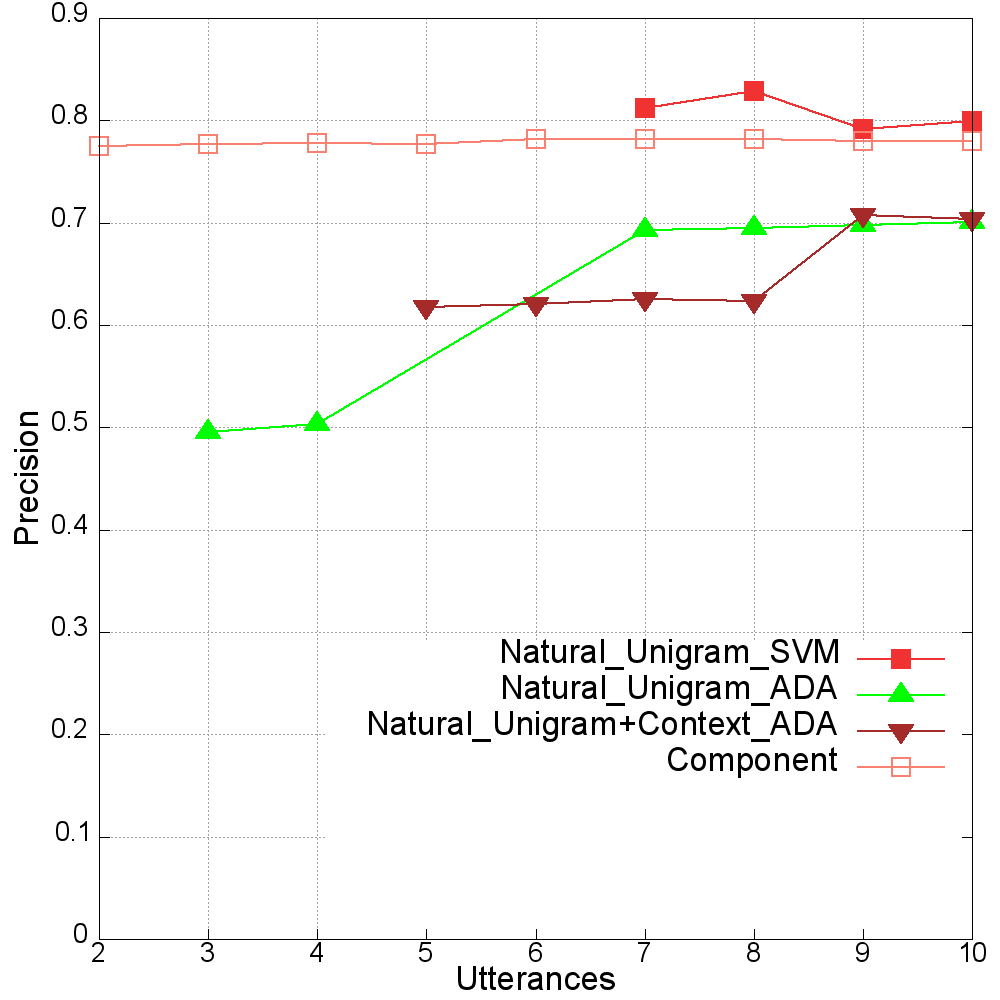 0.9
0.8
0.7
0.6
0.5
0.4
0.3
0.2
0.1
0
Precision
Natural_Unigram_SVM
Natural_Unigram_ADA
Natural_Unigram+Context_ADA
Component
2 3 4 5 6 7 8 9 10
Utterances